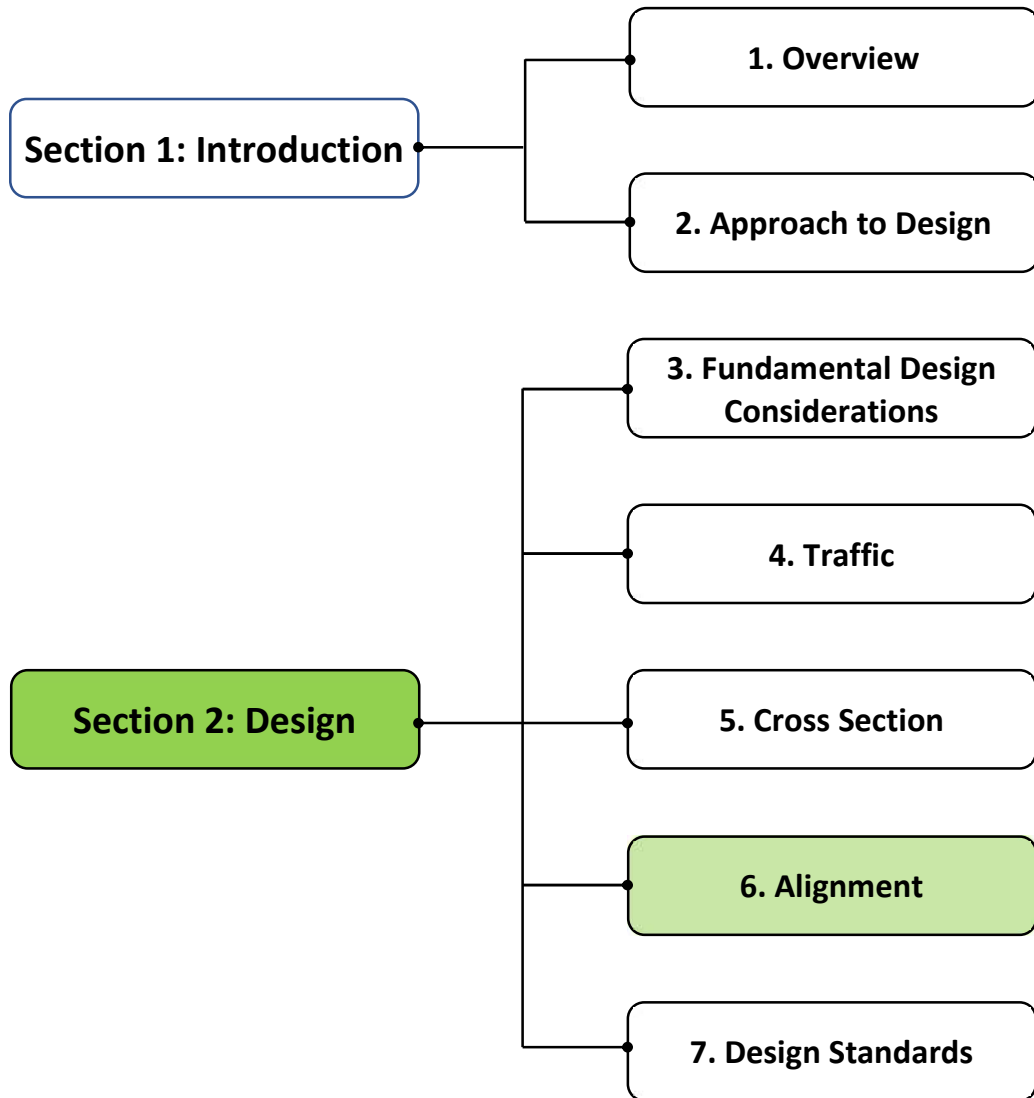 Section 1: Introduction
1. Overview
2. Approach to Design
Section 2: Design
3. Fundamental Design
Considerations
4. Traffic
5. Cross Section
6. Alignment
7. Design Standards